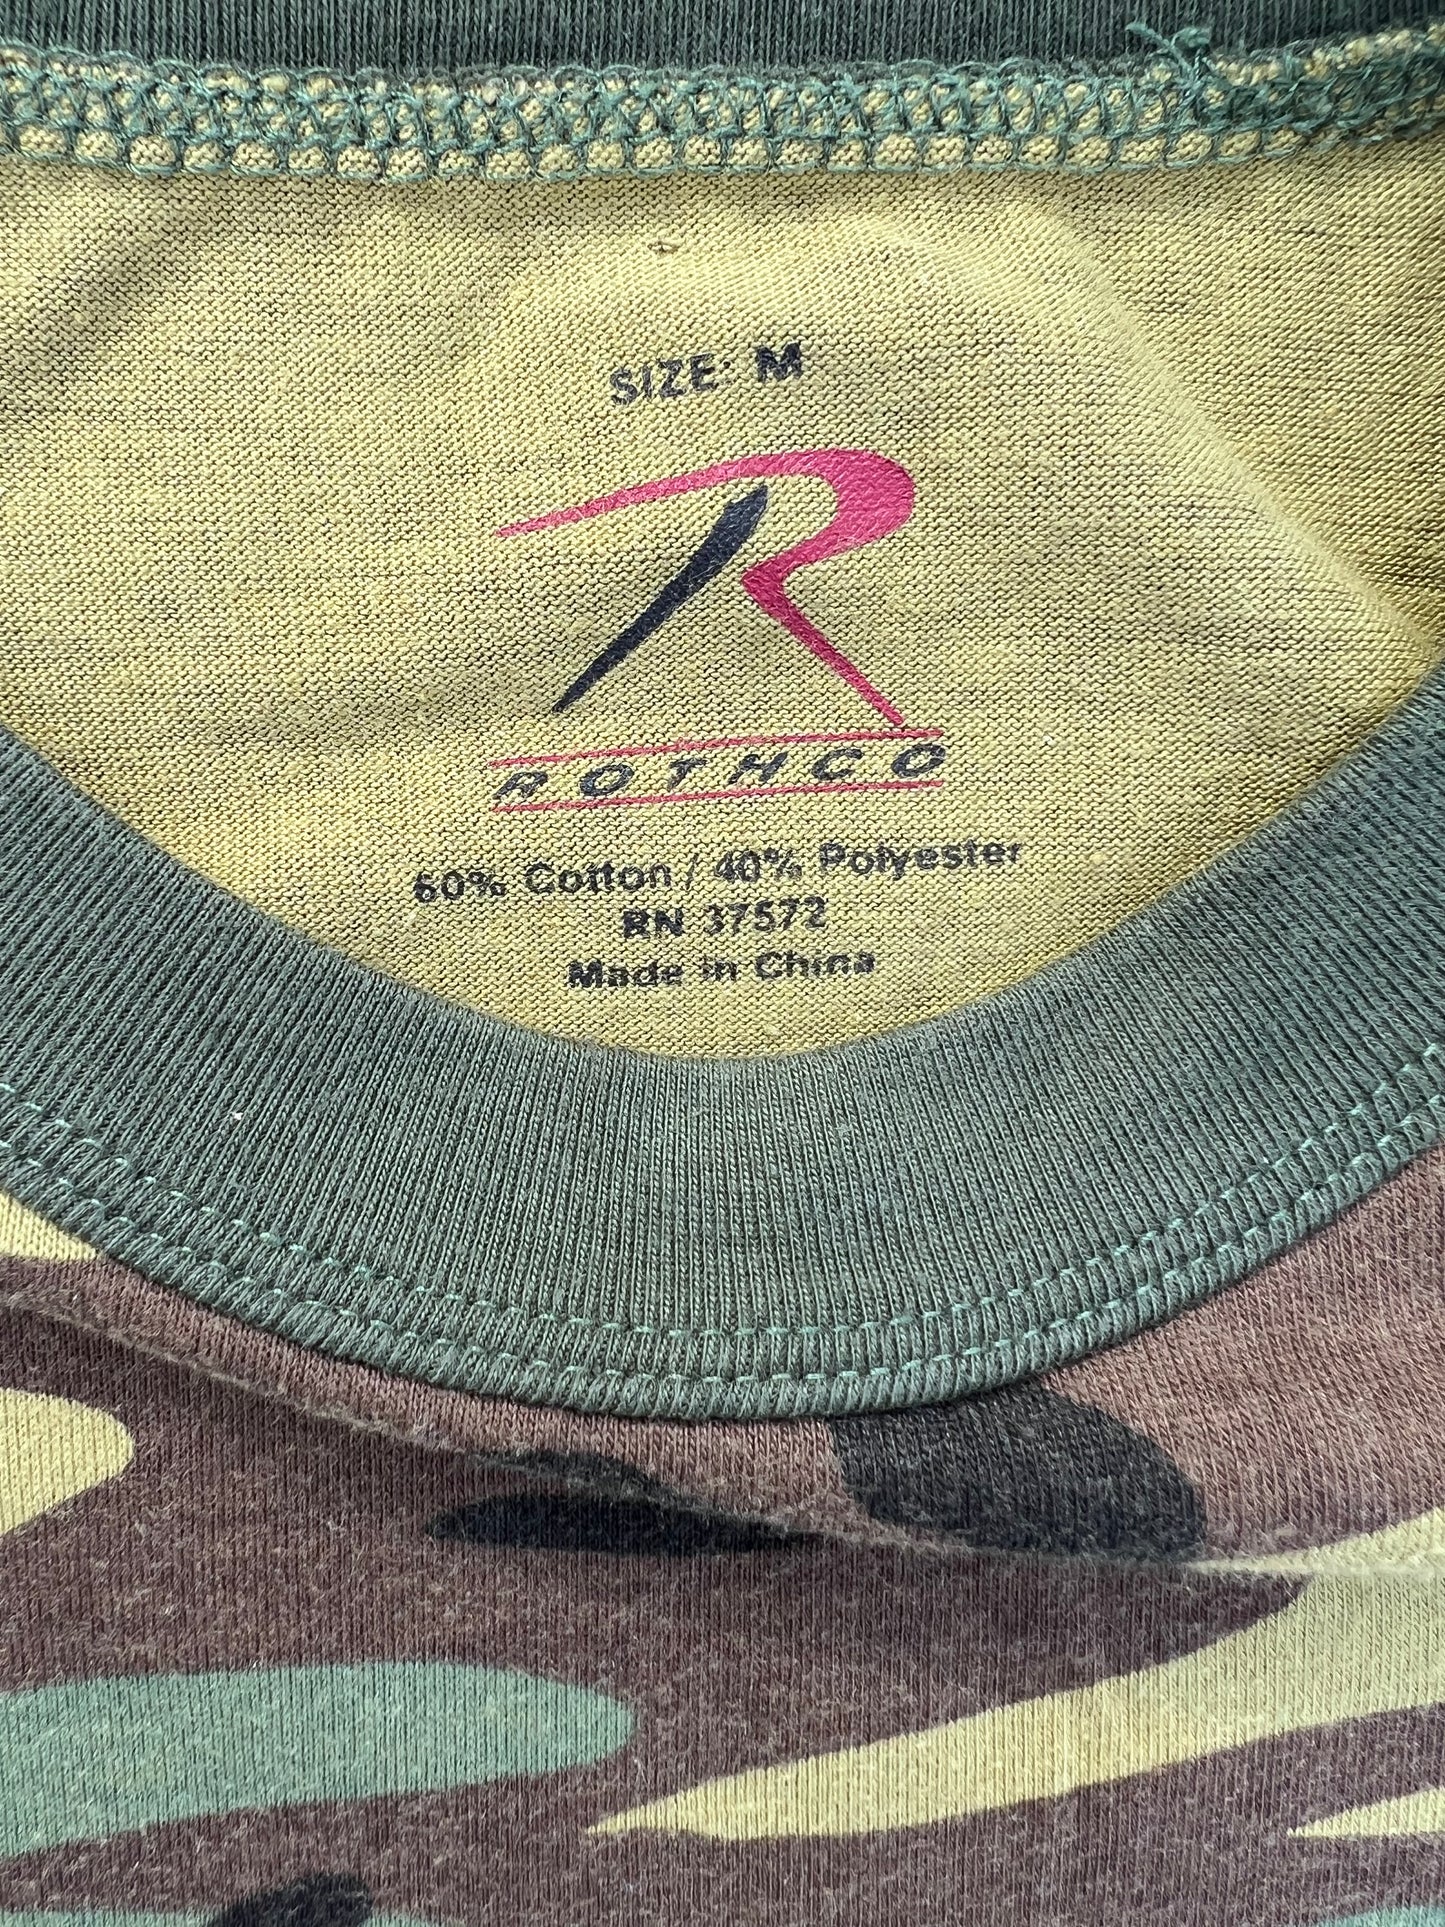 SIZE: M
ROTHCO
60% Cotton / 40% Polyester
RN 37572
Made in China